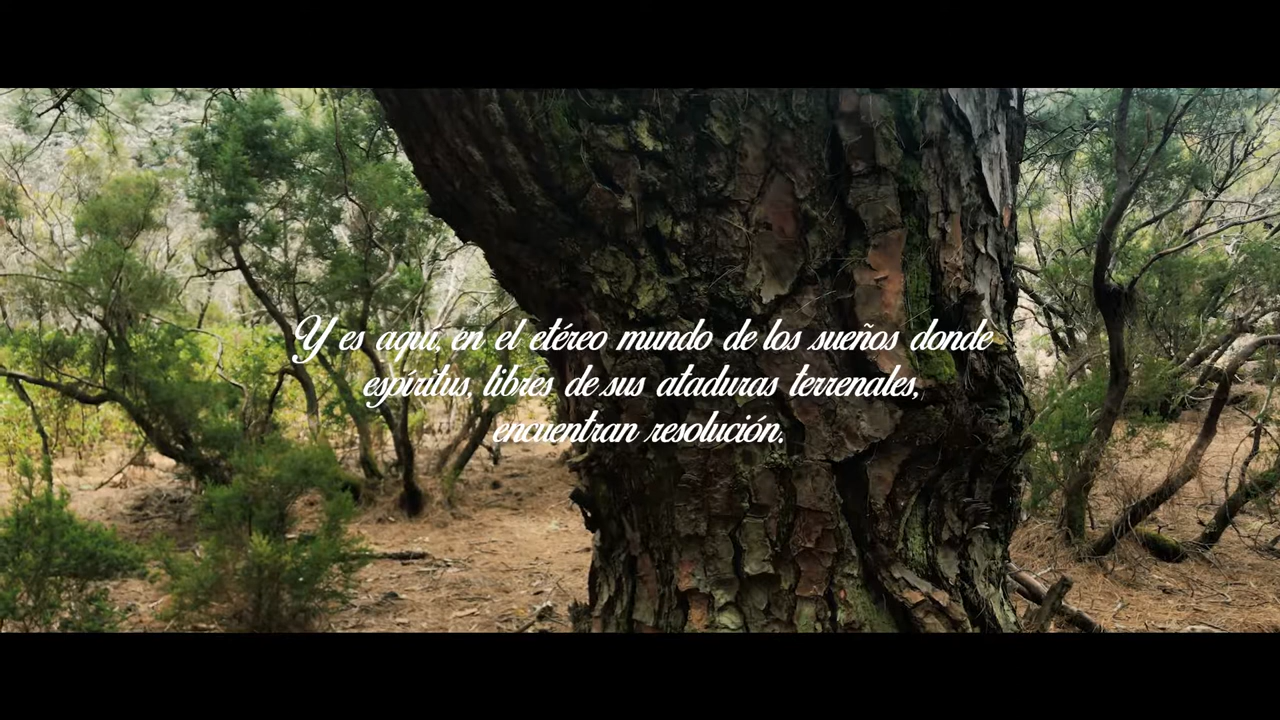 Y es aquí, en el etéreo mundo de los sueños donde
espíritus, libres de sus ataduras terrenales,
encuentran resolución.